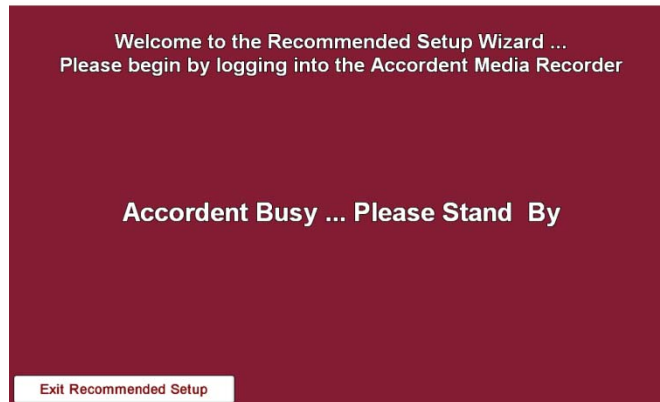 Welcome to the Recommended Setup Wizard ...
Please begin by logging into the Accordent Media Recorder
Accordent Busy ... Please Stand By
Exit Recommended Setup